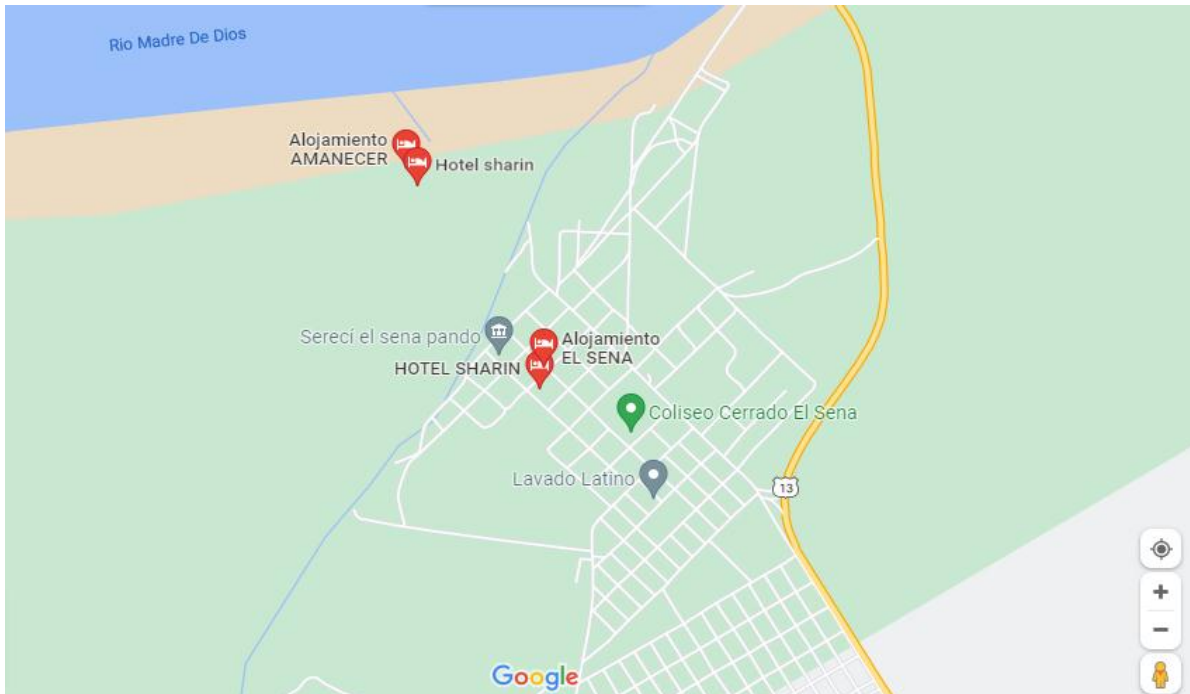 Rio Madre De Dios
Alojamiento
AMANECER
Hotel sharin
Serecí el sena pando
Alojamiento
EL SENA
HOTEL SHARIN
Coliseo Cerrado El Sena
Lavado Latino
13
Google